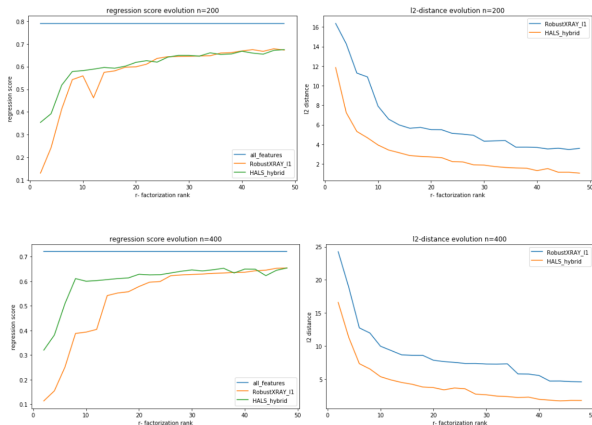 regression score evolution n=200
regression score
0.8
0.7
0.6
0.5
0.4
0.3
0.2
0.1
all_features
RobustXRAY_l1
HALS_hybrid
0
10
20
30
40
50
r- factorization rank
l2-distance evolution n=200
l2 distance
16
14
12
10
8
6
4
2
RobustXRAY_l1
HALS_hybrid
0
10
20
30
40
50
r- factorization rank
regression score evolution n=400
regression score
0.7
0.6
0.5
0.4
0.3
0.2
0.1
all_features
RobustXRAY_l1
HALS_hybrid
0
10
20
30
40
50
r- factorization rank
l2-distance evolution n=400
l2 distance
25
20
15
10
5
RobustXRAY_l1
HALS_hybrid
0
10
20
30
40
50
r- factorization rank